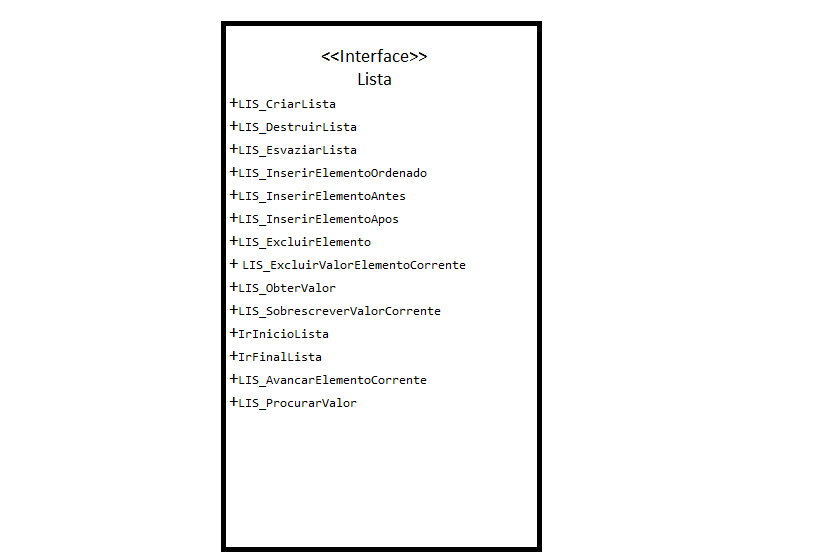 <<Interface>>
Lista
+LIS_CriarLista
+LIS_DestruirLista
+LIS_EsvaziarLista
+LIS_InserirElementoOrdenado
+LIS_InserirElementoAntes
+LIS_InserirElementoApos
+LIS_ExcluirElemento
+ LIS_ExcluirValorElementoCorrente
+LIS_ObterValor
+LIS_SobrescreverValorCorrente
+IrInicioLista
+IrFinalLista
+LIS_AvancarElementoCorrente
+LIS_ProcurarValor